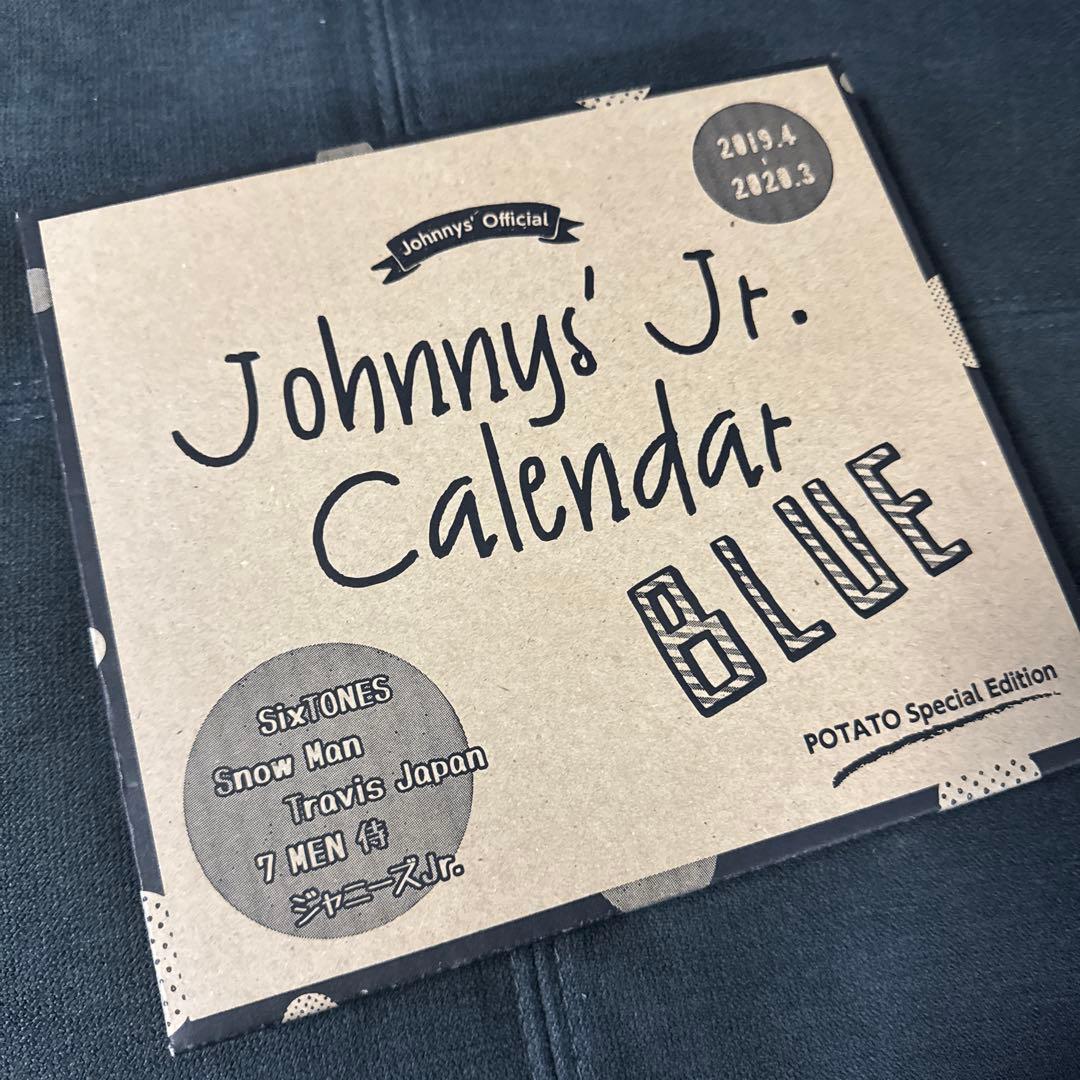 2019.4
-
2020.3
Johnnys' Official
Johnnys' Jr.
Calendar
BLUE
POTATO Special Edition
SixTONES
Snow Man
Travis Japan
7 MEN 侍
ジャニーズJr.